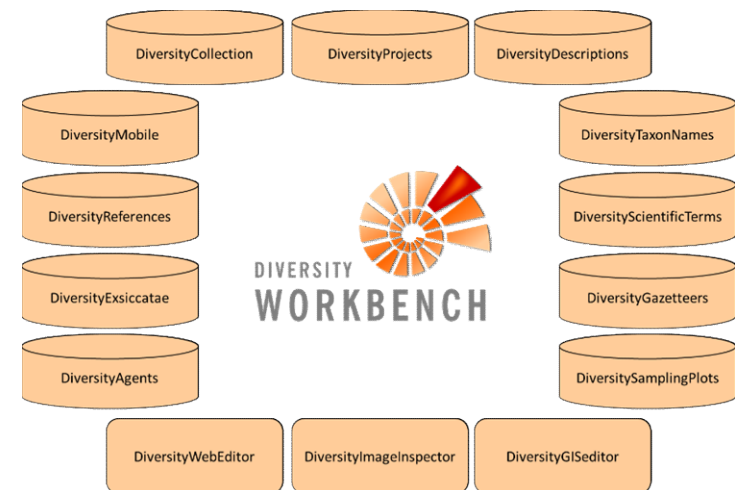 DiversityCollection
DiversityProjects
DiversityDescriptions
DiversityMobile
DiversityTaxonNames
DiversityReferences
DiversityScientificTerms
DIVERSITY
WORKBENCH
DiversityExsiccatae
DiversityGazetteers
DiversityAgents
DiversitySamplingPlots
DiversityWebEditor
DiversityImageInspector
DiversityGISeditor